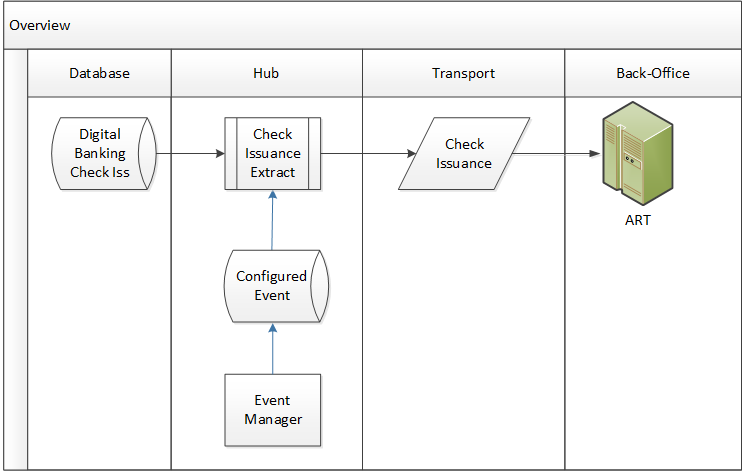 Overview
Database
Hub
Transport
Back-Office
Digital
Banking
Check Iss
Check
Issuance
Extract
Check
Issuance
ART
Configured
Event
Event
Manager